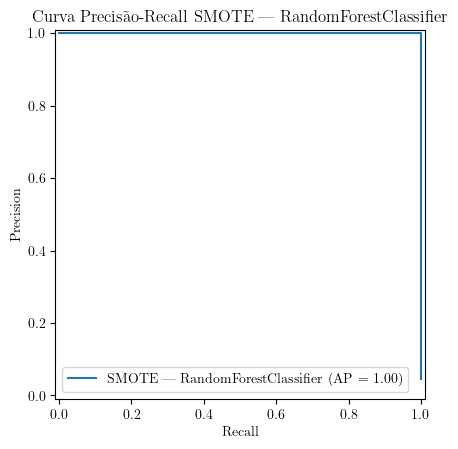 Curva Precisão-Recall SMOTE — RandomForestClassifier
1.0
0.8
0.6
0.4
0.2
0.0
Precision
SMOTE — RandomForestClassifier (AP = 1.00)
0.0 0.2 0.4 0.6 0.8 1.0
Recall